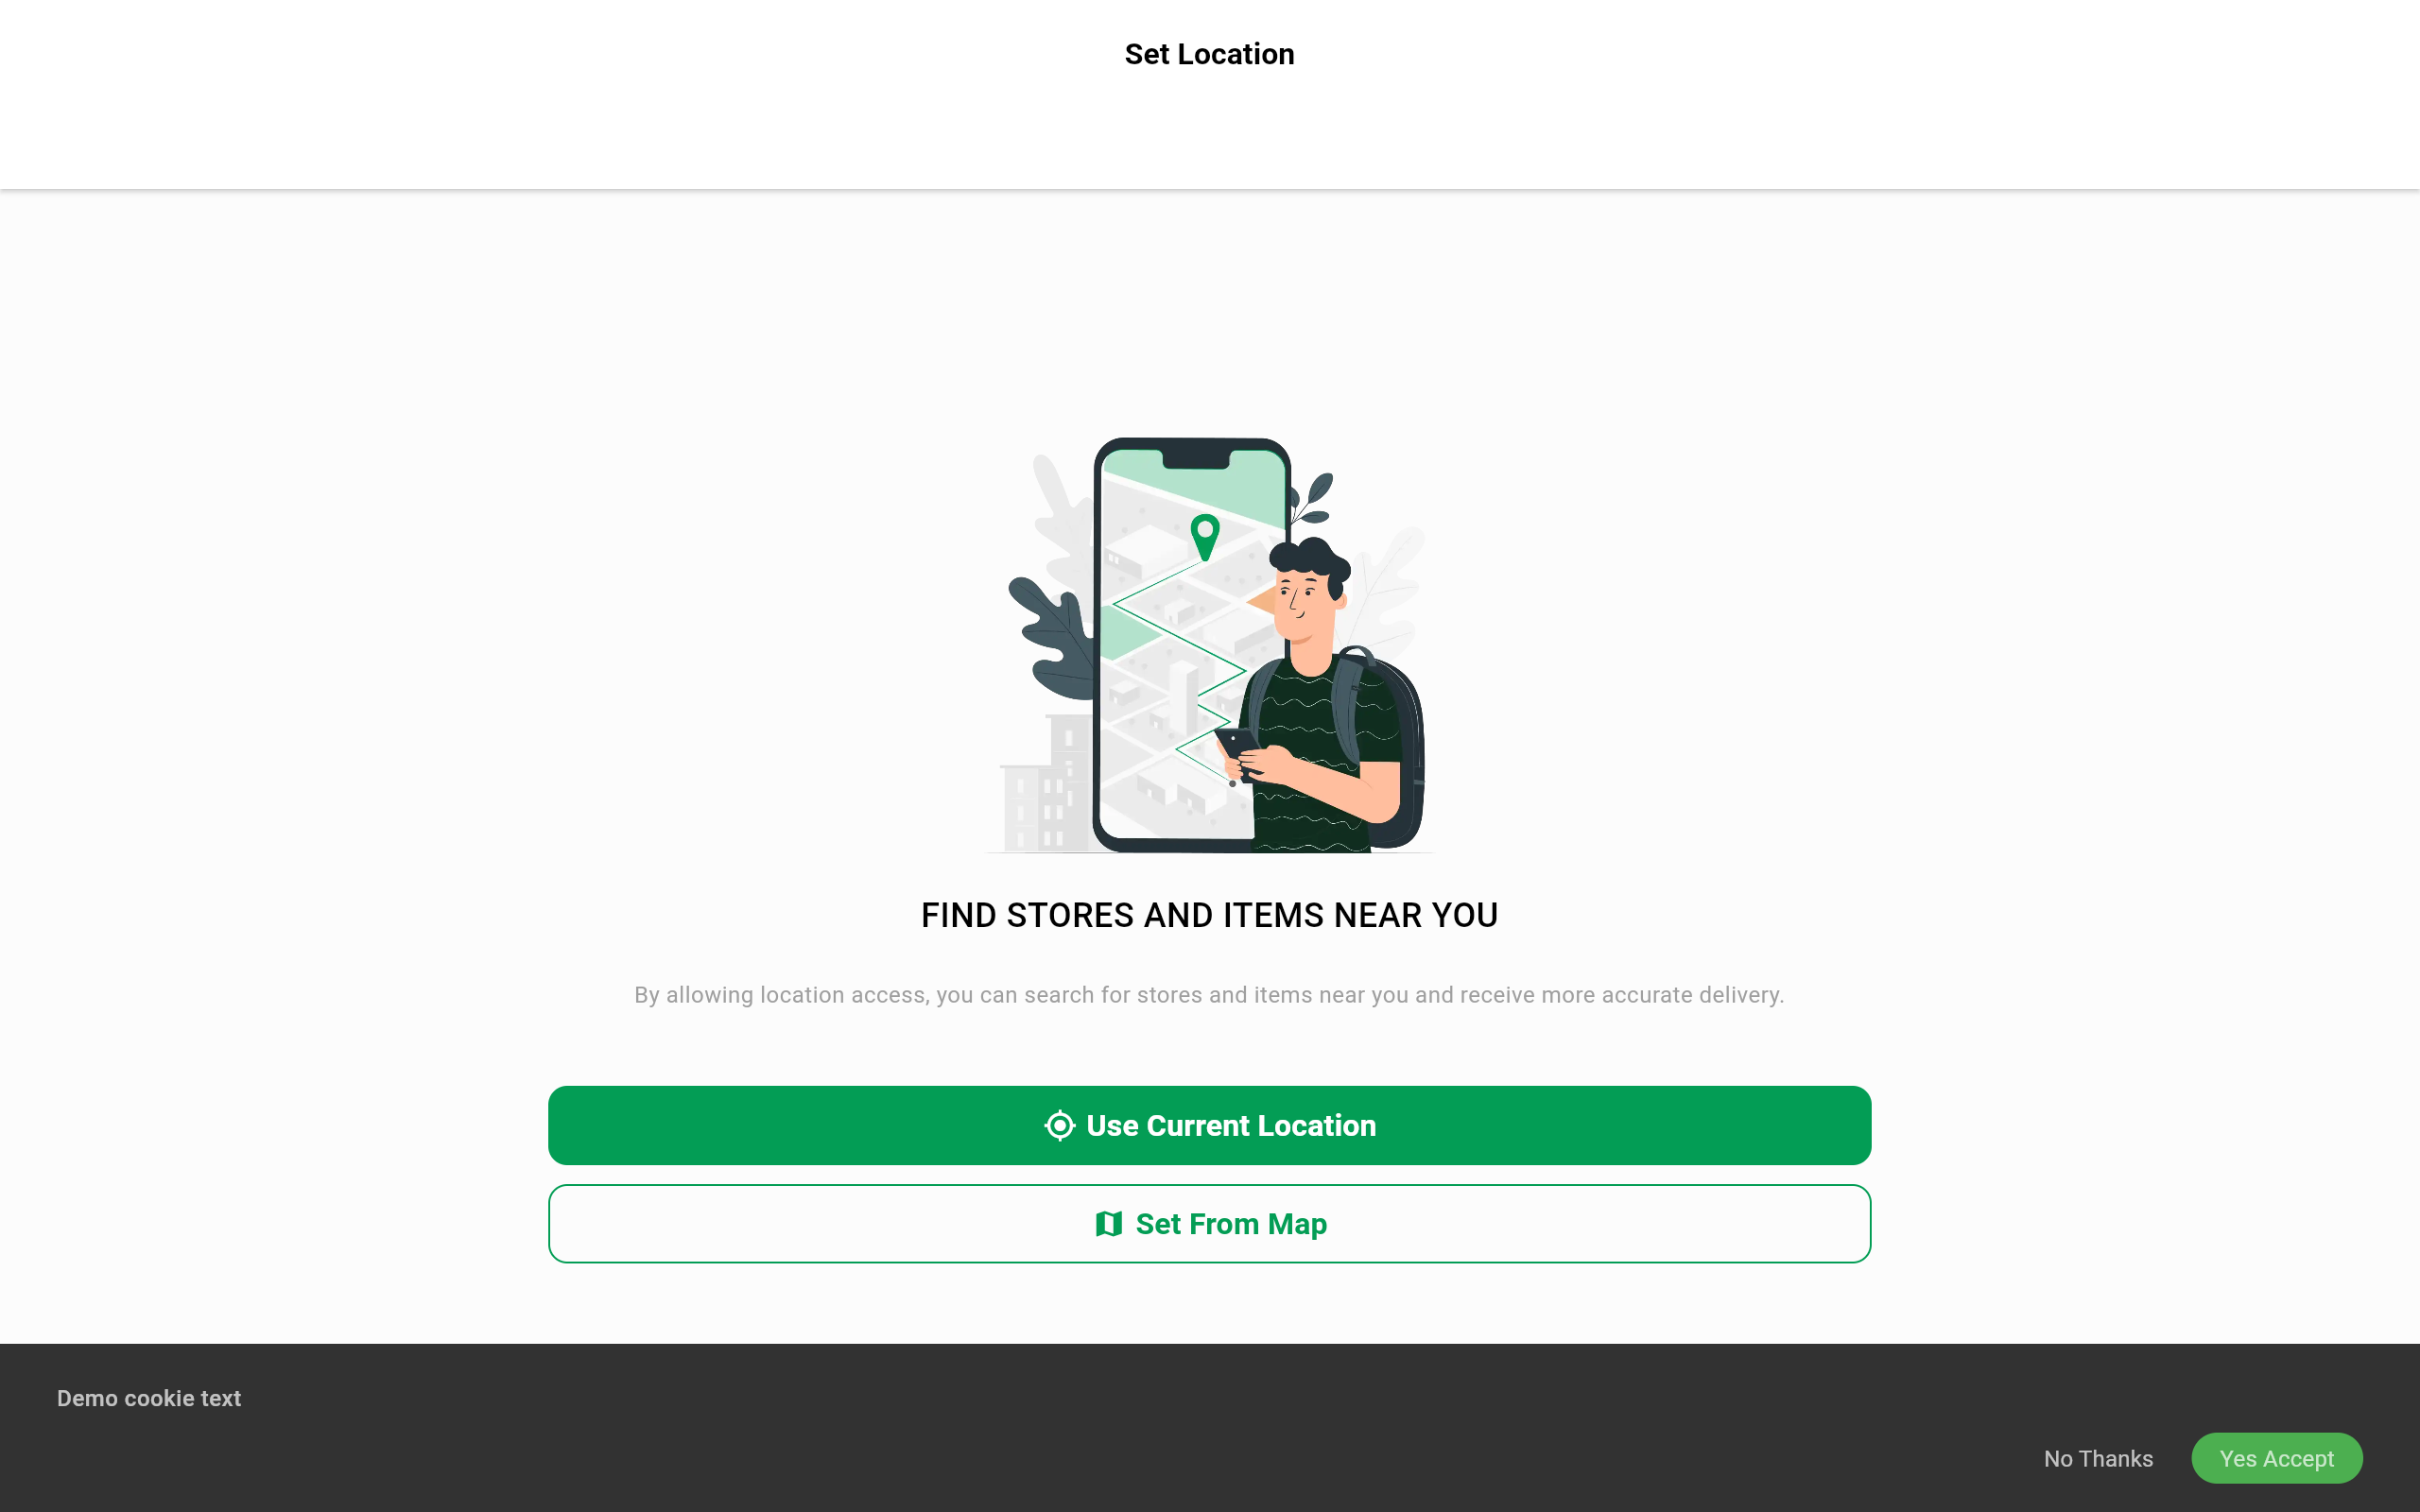 Set Location
FIND STORES AND ITEMS NEAR YOU
By allowing location access, you can search for stores and items near you and receive more accurate delivery.
Use Current Location
Set From Map
Demo cookie text
No Thanks
Yes Accept